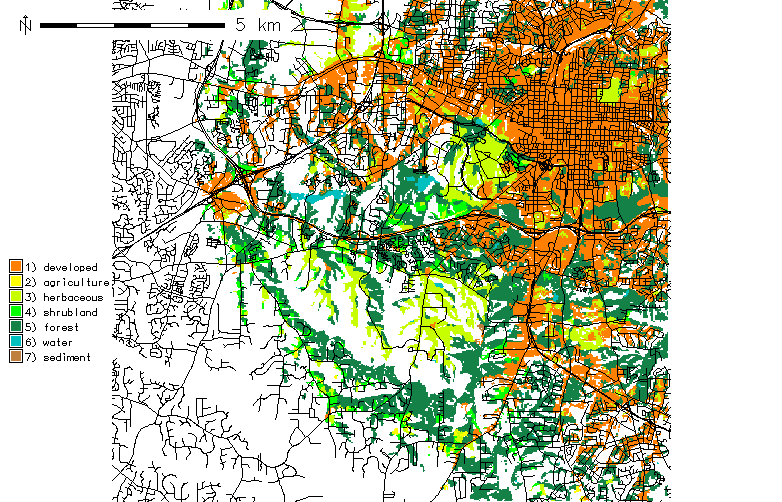 N
5 km
1) developed
2) agriculture
3) herbaceous
4) shrubland
5) forest
6) water
7) sediment